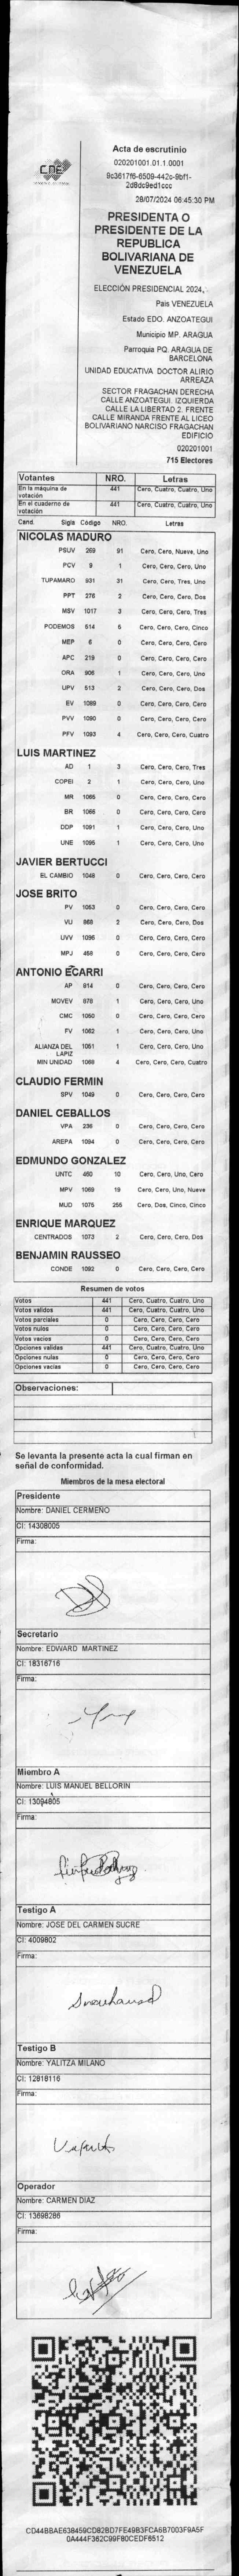 Acta de escrutinio
020201001.01.1.0001
9c3617f6-6509-442c-9bf1-
2d8dc9ed1ccc
CNE
28/07/2024 06:45:30 PM
PRESIDENTA O
PRESIDENTE DE LA
REPUBLICA
BOLIVARIANA DE
VENEZUELA
ELECCIÓN PRESIDENCIAL 2024,
Pais VENEZUELA
Estado EDO. ANZOATEGUI
Municipio MP. ARAGUA
Parroquia PQ. ARAGUA DE
BARCELONA
UNIDAD EDUCATIVA DOCTOR ALIRIO
ARREAZA
SECTOR FRAGACHAN DERECHA
CALLE ANZOATEGUI. IZQUIERDA
CALLE LA LIBERTAD 2. FRENTE
CALLE MIRANDA FRENTE AL LICEO
BOLIVARIANO NARCISO FRAGACHAN
EDIFICIO
020201001
715 Electores
Votantes NRO. Letras
En la máquina de votación 441 Cero, Cuatro, Cuatro, Uno
En el cuaderno de votación 441 Cero, Cuatro, Cuatro, Uno
Cand. Sigla Código NRO. Letras
NICOLAS MADURO
PSUV 269 91 Cero, Cero, Nueve, Uno
PCV 9 1 Cero, Cero, Cero, Uno
TUPAMARO 931 31 Cero, Cero, Tres, Uno
PPT 276 2 Cero, Cero, Cero, Dos
MSV 1017 3 Cero, Cero, Cero, Tres
PODEMOS 514 5 Cero, Cero, Cero, Cinco
MEP 6 0 Cero, Cero, Cero, Cero
APC 219 0 Cero, Cero, Cero, Cero
ORA 906 1 Cero, Cero, Cero, Uno
UPV 513 2 Cero, Cero, Cero, Dos
EV 1089 0 Cero, Cero, Cero, Cero
PVV 1090 0 Cero, Cero, Cero, Cero
PFV 1093 4 Cero, Cero, Cero, Cuatro
LUIS MARTINEZ
AD 1 3 Cero, Cero, Cero, Tres
COPEI 2 1 Cero, Cero, Cero, Uno
MR 1065 0 Cero, Cero, Cero, Cero
BR 1066 0 Cero, Cero, Cero, Cero
DDP 1091 1 Cero, Cero, Cero, Uno
UNE 1095 1 Cero, Cero, Cero, Uno
JAVIER BERTUCCI
EL CAMBIO 1048 0 Cero, Cero, Cero, Cero
JOSE BRITO
PV 1053 0 Cero, Cero, Cero, Cero
VU 868 2 Cero, Cero, Cero, Dos
UVV 1096 0 Cero, Cero, Cero, Cero
MPJ 458 0 Cero, Cero, Cero, Cero
ANTONIO ECARRI
AP 914 0 Cero, Cero, Cero, Cero
MOVEV 878 1 Cero, Cero, Cero, Uno
CMC 1050 0 Cero, Cero, Cero, Cero
FV 1062 1 Cero, Cero, Cero, Uno
ALIANZA DEL LAPIZ 1051 1 Cero, Cero, Cero, Uno
MIN UNIDAD 1068 4 Cero, Cero, Cero, Cuatro
CLAUDIO FERMIN
SPV 1049 0 Cero, Cero, Cero, Cero
DANIEL CEBALLOS
VPA 236 0 Cero, Cero, Cero, Cero
AREPA 1094 0 Cero, Cero, Cero, Cero
EDMUNDO GONZALEZ
UNTC 460 10 Cero, Cero, Uno, Cero
MPV 1069 19 Cero, Cero, Uno, Nueve
MUD 1075 255 Cero, Dos, Cinco, Cinco
ENRIQUE MARQUEZ
CENTRADOS 1073 2 Cero, Cero, Cero, Dos
BENJAMIN RAUSSEO
CONDE 1092 0 Cero, Cero, Cero, Cero
Resumen de votos
Votos 441 Cero, Cuatro, Cuatro, Uno
Votos validos 441 Cero, Cuatro, Cuatro, Uno
Votos parciales 0 Cero, Cero, Cero, Cero
Votos nulos 0 Cero, Cero, Cero, Cero
Votos vacios 0 Cero, Cero, Cero, Cero
Opciones validas 441 Cero, Cuatro, Cuatro, Uno
Opciones nulas 0 Cero, Cero, Cero, Cero
Opciones vacias 0 Cero, Cero, Cero, Cero
Observaciones:
Se levanta la presente acta la cual firman en
señal de conformidad.
Miembros de la mesa electoral
Presidente
Nombre: DANIEL CERMEÑO
CI: 14308005
Firma:
Secretario
Nombre: EDWARD MARTINEZ
CI: 18316716
Firma:
Miembro A
Nombre: LUIS MANUEL BELLORIN
CI: 13094805
Firma:
Testigo A
Nombre: JOSE DEL CARMEN SUCRE
CI: 4009802
Firma:
Testigo B
Nombre: YALITZA MILANO
CI: 12818116
Firma:
Operador
Nombre: CARMEN DIAZ
CI: 13698286
Firma:
CD44BBAE638459CD82BD7FE49B3FCA6B7003F9A5F
0A444F362C99F80CEDF6512